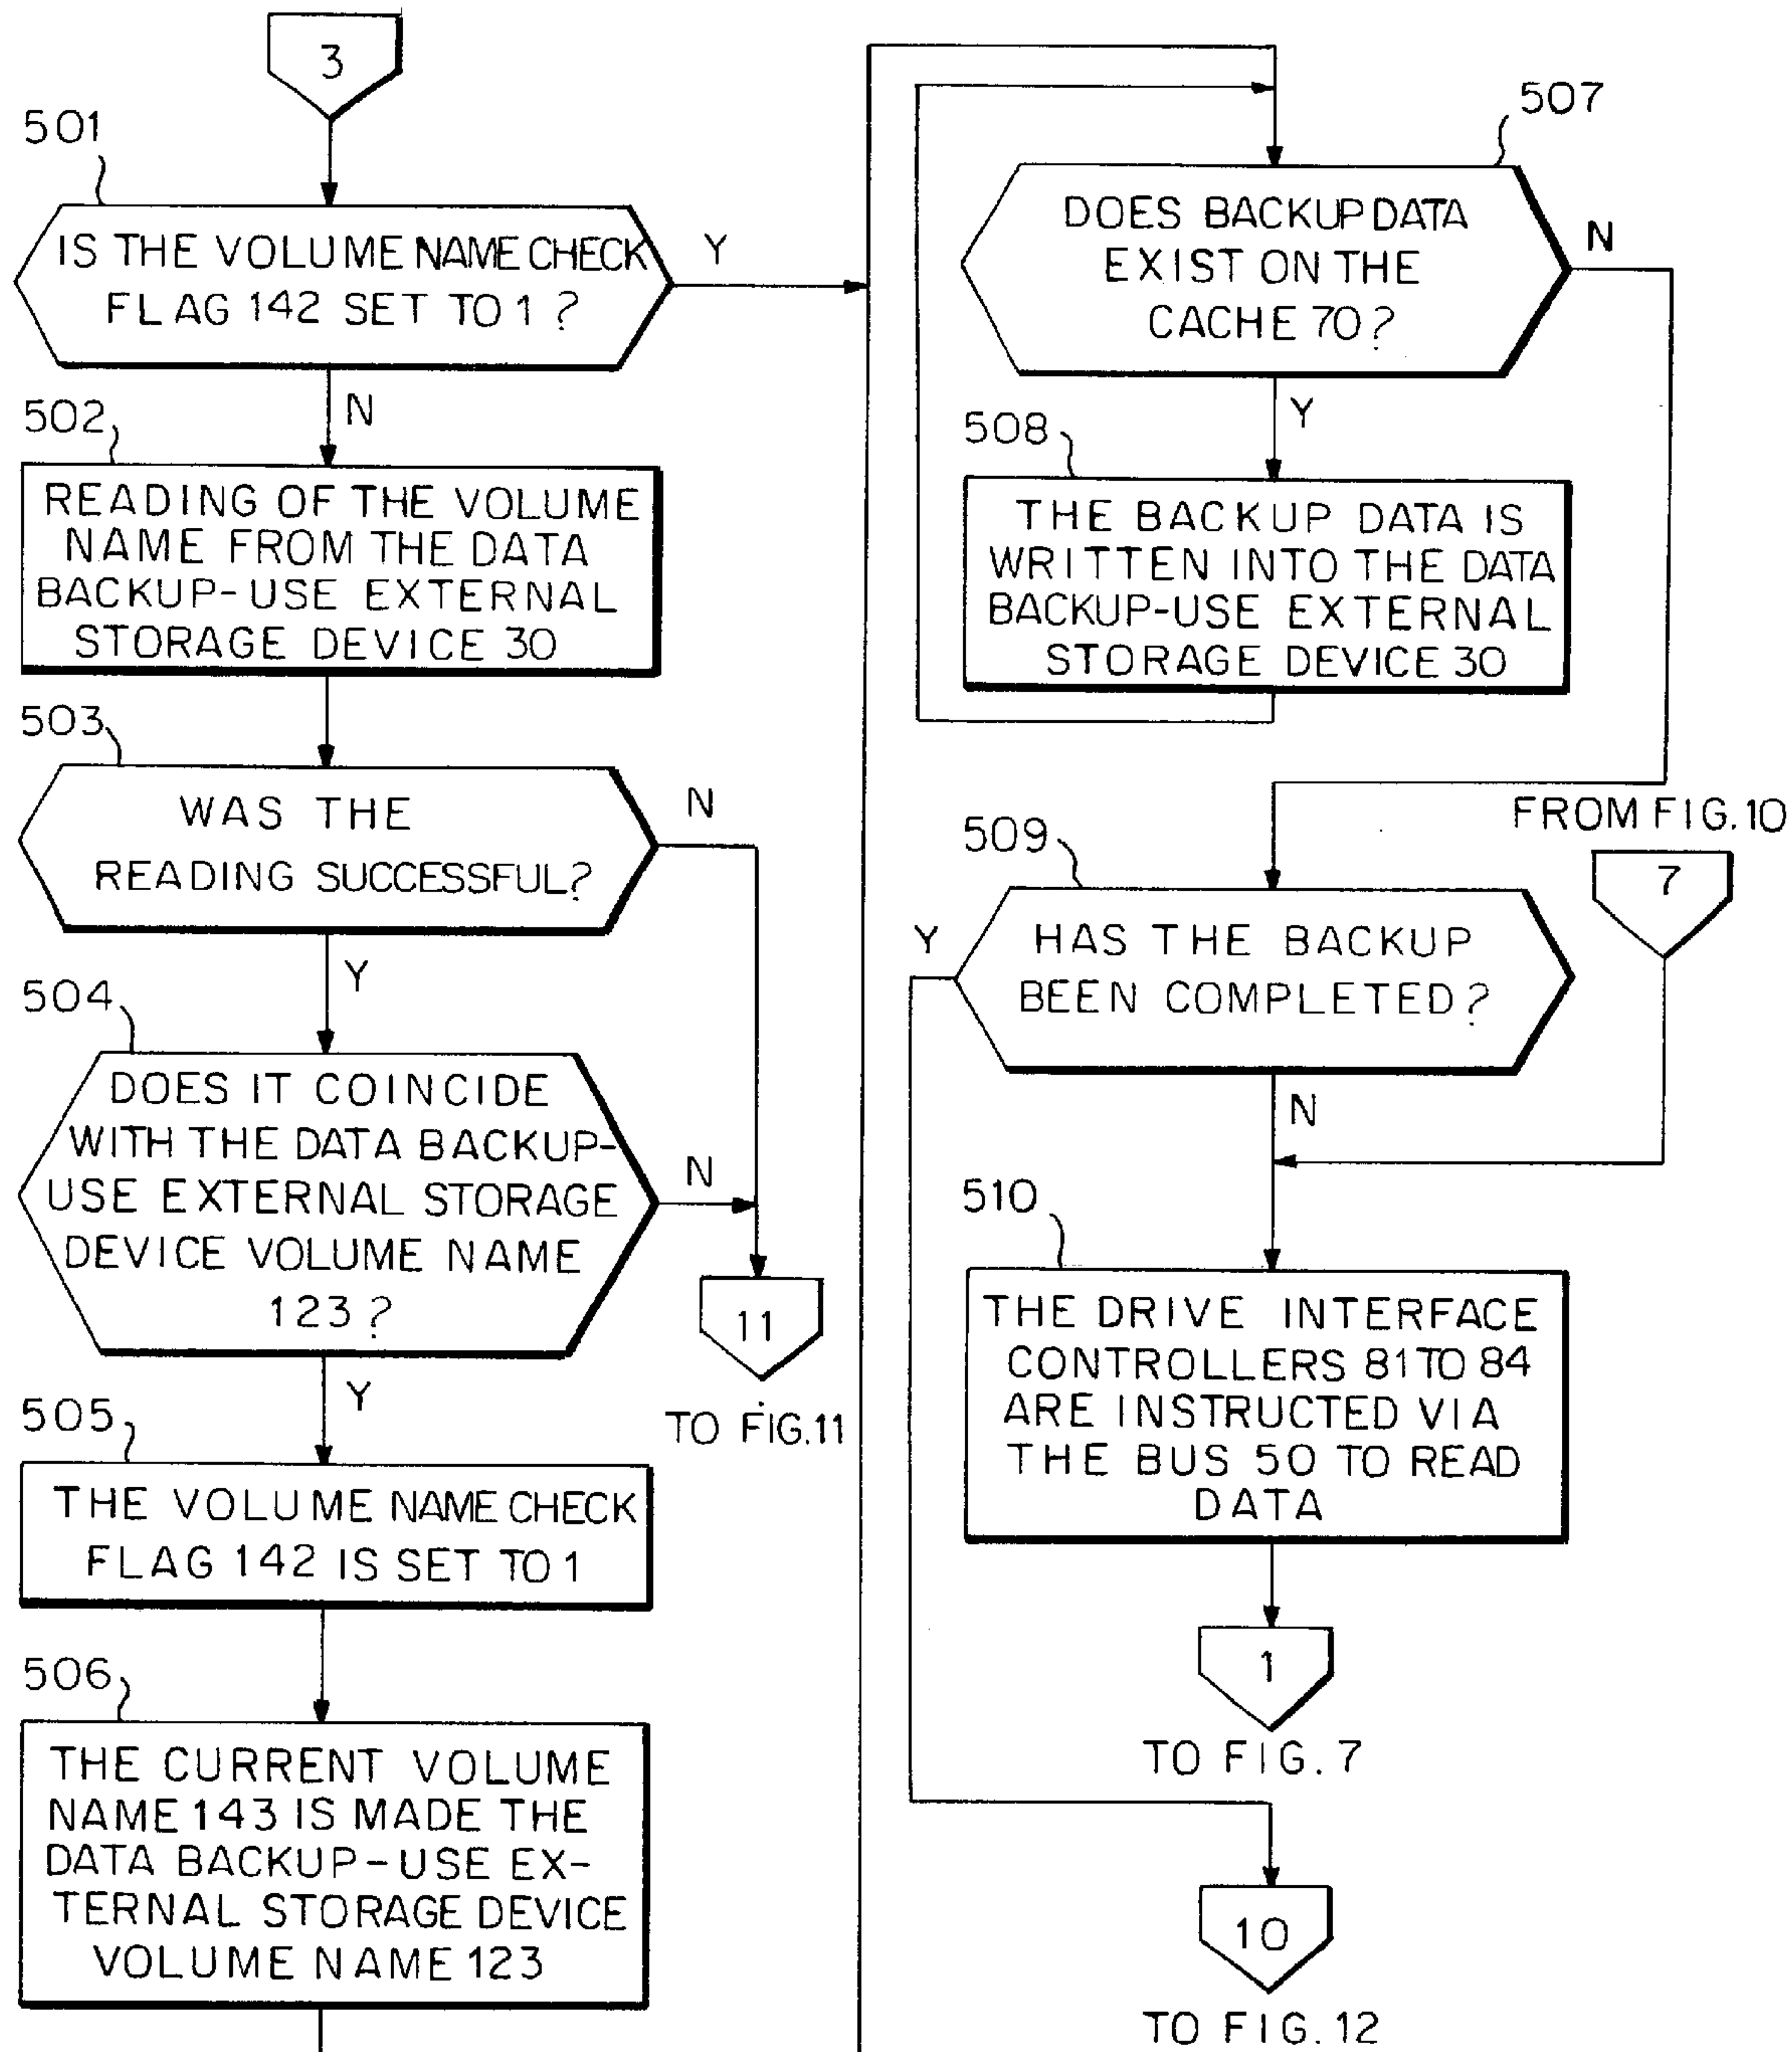 3
501
IS THE VOLUME NAME CHECK
FLAG 142 SET TO 1 ?
Y
N
502
READING OF THE VOLUME
NAME FROM THE DATA
BACKUP-USE EXTERNAL
STORAGE DEVICE 30
503
WAS THE
READING SUCCESSFUL?
N
Y
504
DOES IT COINCIDE
WITH THE DATA BACKUP-
USE EXTERNAL STORAGE
DEVICE VOLUME NAME
123 ?
N
11
TO FIG.11
Y
505
THE VOLUME NAME CHECK
FLAG 142 IS SET TO 1
506
THE CURRENT VOLUME
NAME 143 IS MADE THE
DATA BACKUP-USE EX-
TERNAL STORAGE DEVICE
VOLUME NAME 123
507
DOES BACKUP DATA
EXIST ON THE
CACHE 70 ?
N
Y
508
THE BACKUP DATA IS
WRITTEN INTO THE DATA
BACKUP-USE EXTERNAL
STORAGE DEVICE 30
FROM FIG.10
7
509
HAS THE BACKUP
BEEN COMPLETED ?
Y
N
510
THE DRIVE INTERFACE
CONTROLLERS 81 TO 84
ARE INSTRUCTED VIA
THE BUS 50 TO READ
DATA
1
TO FIG. 7
10
TO FIG. 12